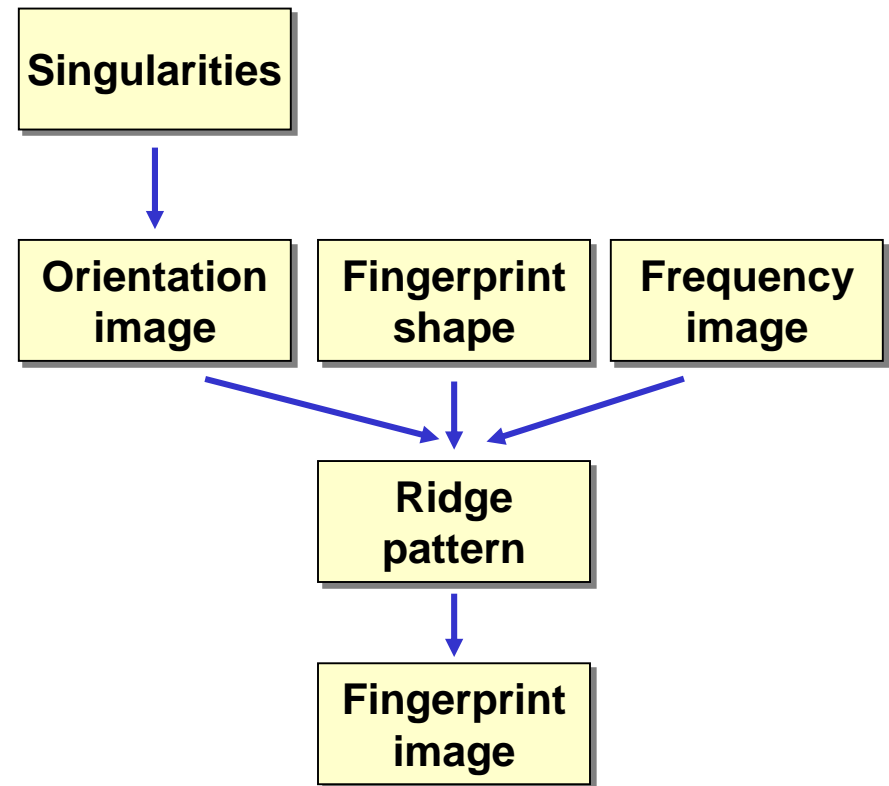 Singularities
Orientation
image
Fingerprint
shape
Frequency
image
Ridge
pattern
Fingerprint
image